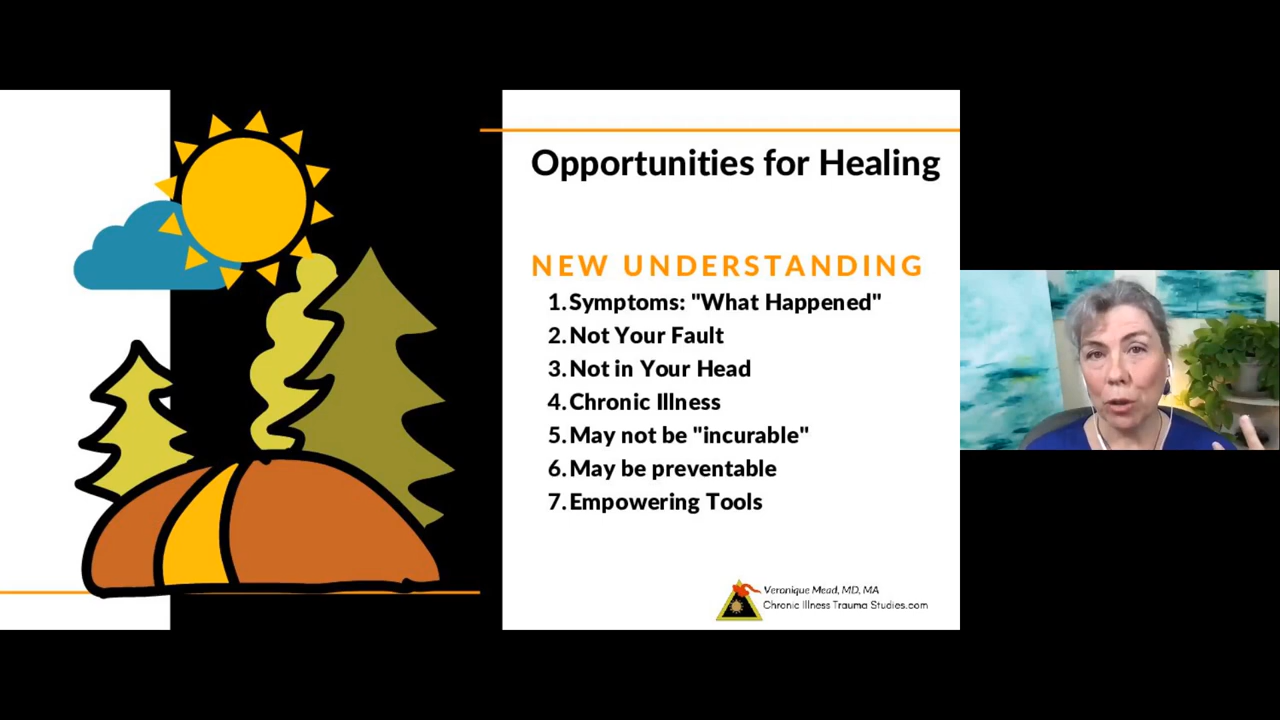 Opportunities for Healing
NEW UNDERSTANDING
1. Symptoms: "What Happened"
2. Not Your Fault
3. Not in Your Head
4. Chronic Illness
5. May not be "incurable"
6. May be preventable
7. Empowering Tools
Veronique Mead, MD, MA
Chronic Illness Trauma Studies.com